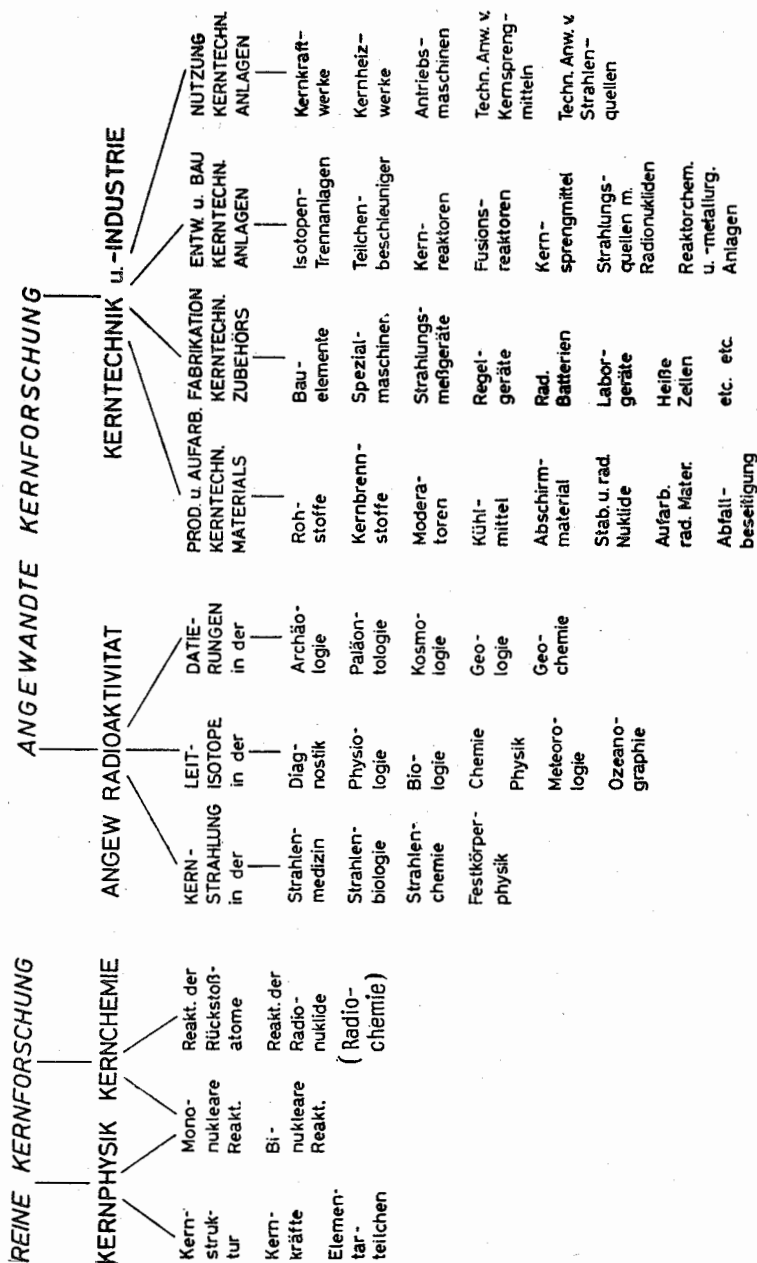 REINE KERNFORSCHUNG
KERNPHYSIK
KERNCHEMIE
Kern-
struk-
tur
Kern-
kräfte
Elemen-
tar-
teilchen
Mono-
nukleare
Reakt.
Bi-
nukleare
Reakt.
Reakt. der
Rückstoß-
atome
Reakt. der
Radio-
nuklide
(Radio-
chemie)
ANGEWANDTE KERNFORSCHUNG
ANGEW RADIOAKTIVITAT
KERN-
STRAHLUNG
in der
Strahlen-
medizin
Strahlen-
biologie
Strahlen-
chemie
Festkörper-
physik
LEIT-
ISOTOPE
in der
Diag-
nostik
Physio-
logie
Bio-
logie
Chemie
Physik
Meteoro-
logie
Ozeano-
graphie
DATIE-
RUNGEN
in der
Archäo-
logie
Paläon-
tologie
Kosmo-
logie
Geo-
logie
Geo-
chemie
KERNTECHNIK u.-INDUSTRIE
PROD. u. AUFARB.
KERNTECHN.
MATERIALS
Roh-
stoffe
Kernbrenn-
stoffe
Modera-
toren
Kühl-
mittel
Abschirm-
material
Stab. u. rad.
Nuklide
Aufarb.
rad. Mater.
Abfall-
beseitigung
FABRIKATION
KERNTECHN.
ZUBEHÖRS
Bau-
elemente
Spezial-
maschiner.
Strahlungs-
meßgeräte
Regel-
geräte
Rad.
Batterien
Labor-
geräte
Heiße
Zellen
etc. etc.
ENTW. u. BAU
KERNTECHN.
ANLAGEN
Isotopen-
Trennanlagen
Teilchen-
beschleuniger
Kern-
reaktoren
Fusions-
reaktoren
Kern-
sprengmittel
Strahlungs-
quellen m.
Radionukliden
Reaktorchem.
u. -metallurg.
Anlagen
NUTZUNG
KERNTECHN.
ANLAGEN
Kernkraft-
werke
Kernheiz-
werke
Antriebs-
maschinen
Techn. Anw. v.
Kernspreng-
mitteln
Techn. Anw. v.
Strahlen-
quellen